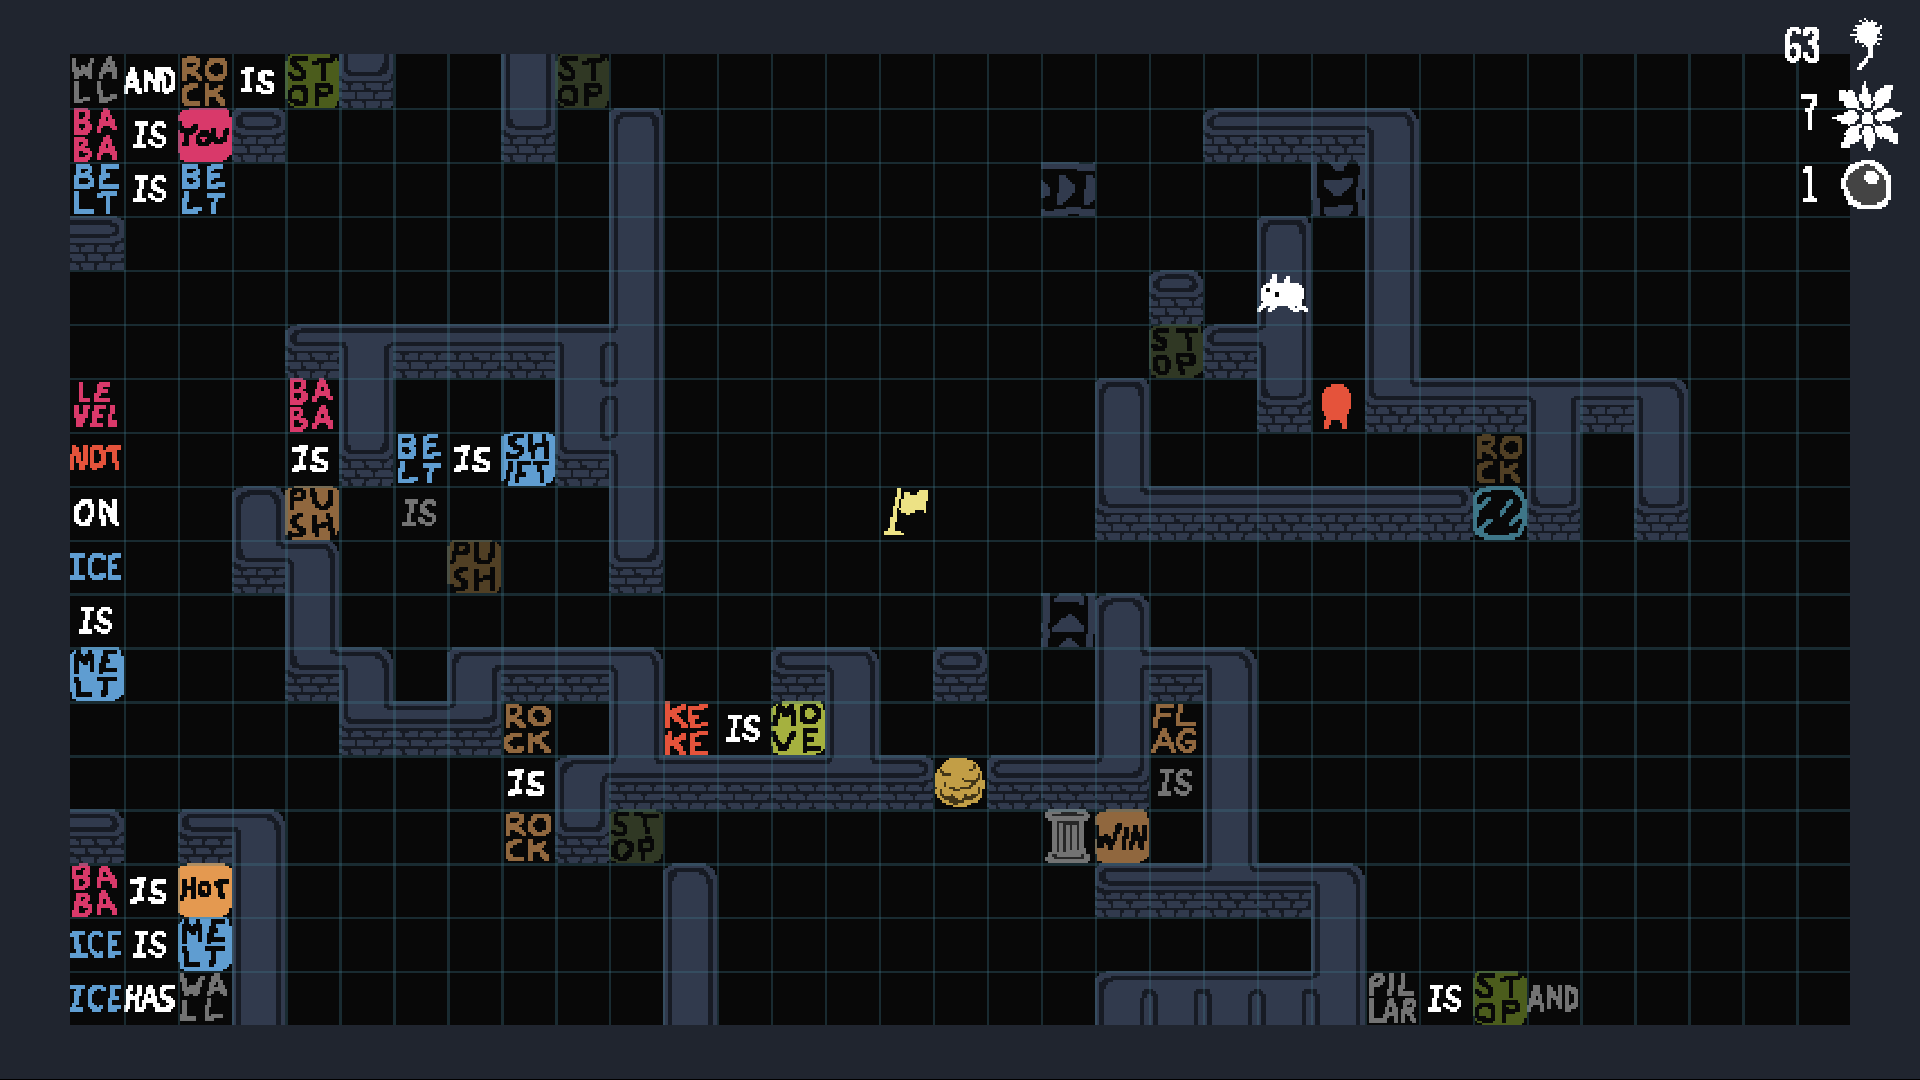 63
WALL AND ROCK IS STOP STOP
7
BABA IS YOU
BELT IS BELT
1
STOP
LEVEL BABA
NOT IS BELT IS SHIFT ROCK
ON PUSH IS
ICE PUSH
IS
MELT
ROCK KEKE IS MOVE FLAG
IS IS
ROCK STOP WIN
BABA IS HOT
ICE IS MELT
ICE HAS WALL PILLAR IS STOP AND